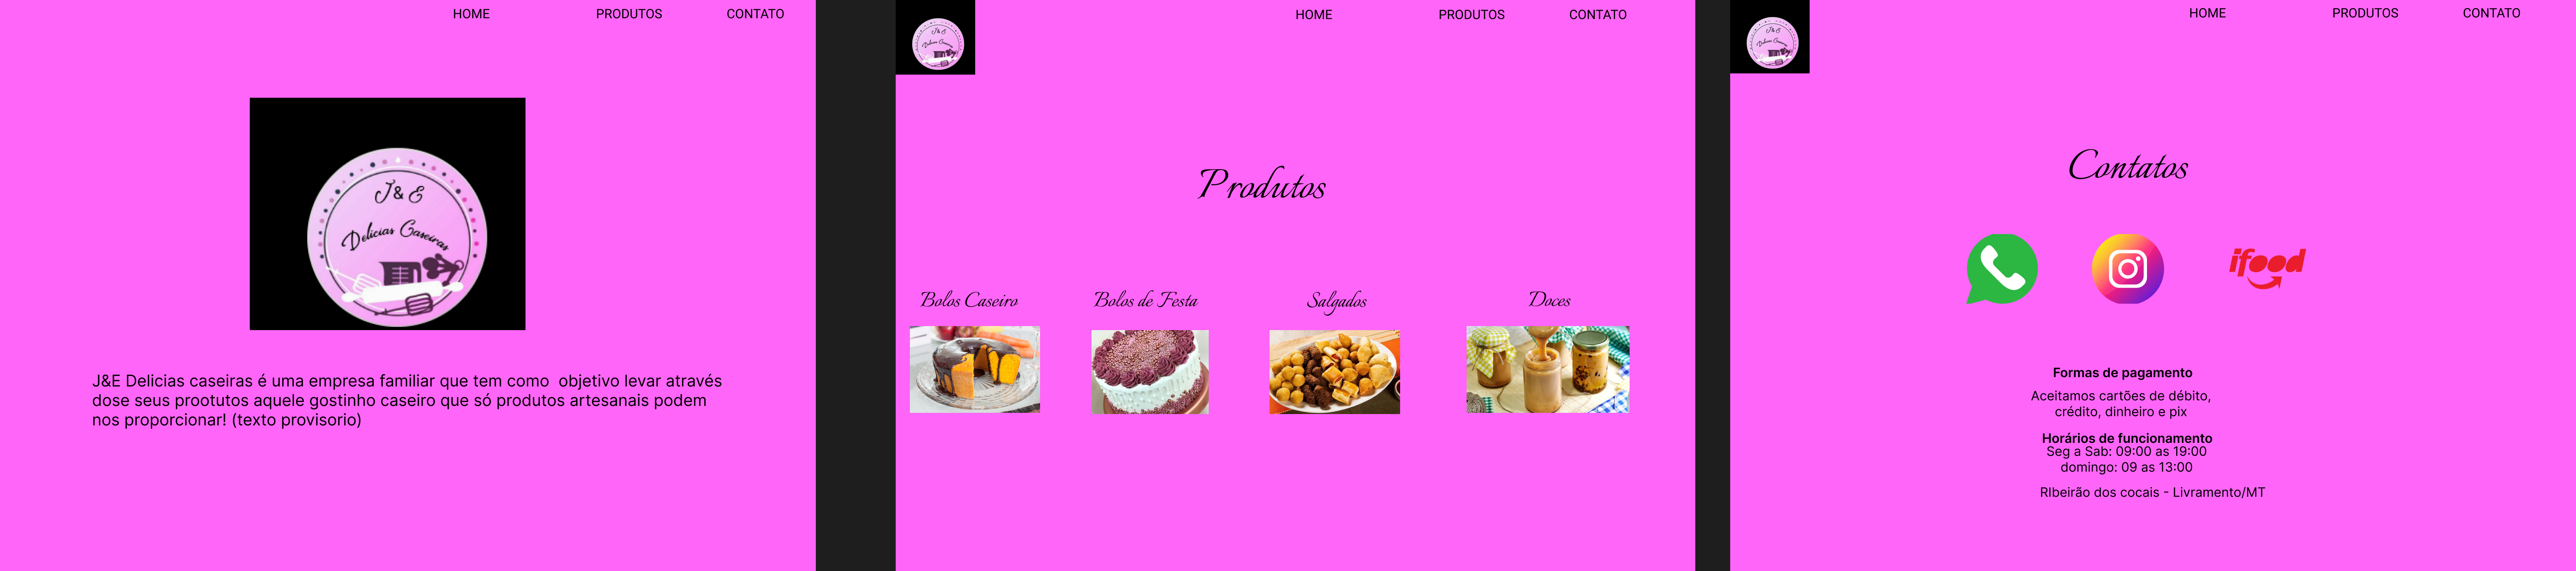 HOME PRODUTOS CONTATO
J & E
Delicias Caseiras
J&E Delicias caseiras é uma empresa familiar que tem como  objetivo levar através
dose seus prootutos aquele gostinho caseiro que só produtos artesanais podem
nos proporcionar! (texto provisorio)
J & E
Delicias Caseiras
HOME PRODUTOS CONTATO
Produtos
Bolos Caseiro
Bolos de Festa
Salgados
Doces
J & E
Delicias Caseiras
HOME PRODUTOS CONTATO
Contatos
ifood
Formas de pagamento
Aceitamos cartões de débito,
crédito, dinheiro e pix
Horários de funcionamento
Seg a Sab: 09:00 as 19:00
domingo: 09 as 13:00
RIbeirão dos cocais - Livramento/MT